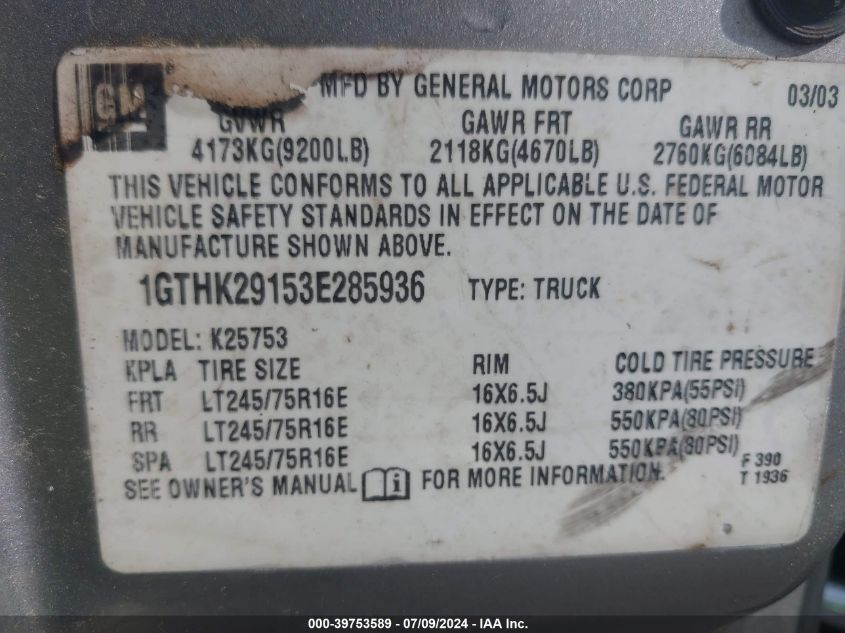 GM ®
MFD BY GENERAL MOTORS CORP 03/03
GVWR GAWR FRT GAWR RR
4173KG(9200LB) 2118KG(4670LB) 2760KG(6084LB)
THIS VEHICLE CONFORMS TO ALL APPLICABLE U.S. FEDERAL MOTOR
VEHICLE SAFETY STANDARDS IN EFFECT ON THE DATE OF
MANUFACTURE SHOWN ABOVE.
1GTHK29153E285936 TYPE: TRUCK
MODEL: K25753
KPLA TIRE SIZE RIM COLD TIRE PRESSURE
FRT LT245/75R16E 16X6.5J 380KPA(55PSI)
RR LT245/75R16E 16X6.5J 550KPA(80PSI)
SPA LT245/75R16E 16X6.5J 550KPA(80PSI)
F 390
SEE OWNER'S MANUAL i FOR MORE INFORMATION. T 1936
000-39753589 - 07/09/2024 - IAA Inc.